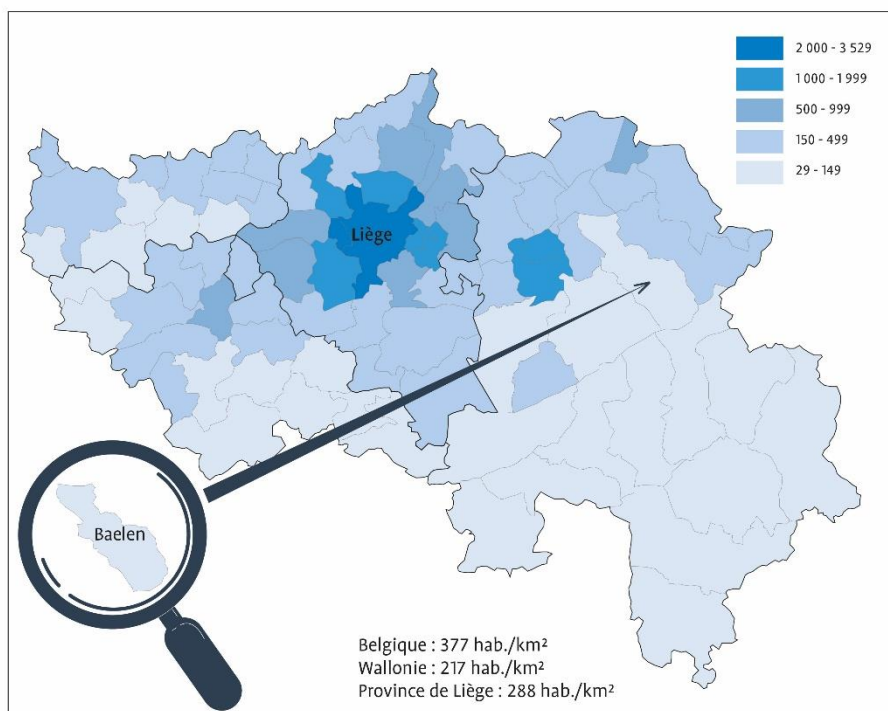 2 000 - 3 529
1 000 - 1 999
500 - 999
150 - 499
29 - 149
Liège
Baelen
Belgique : 377 hab./km²
Wallonie : 217 hab./km²
Province de Liège : 288 hab./km²